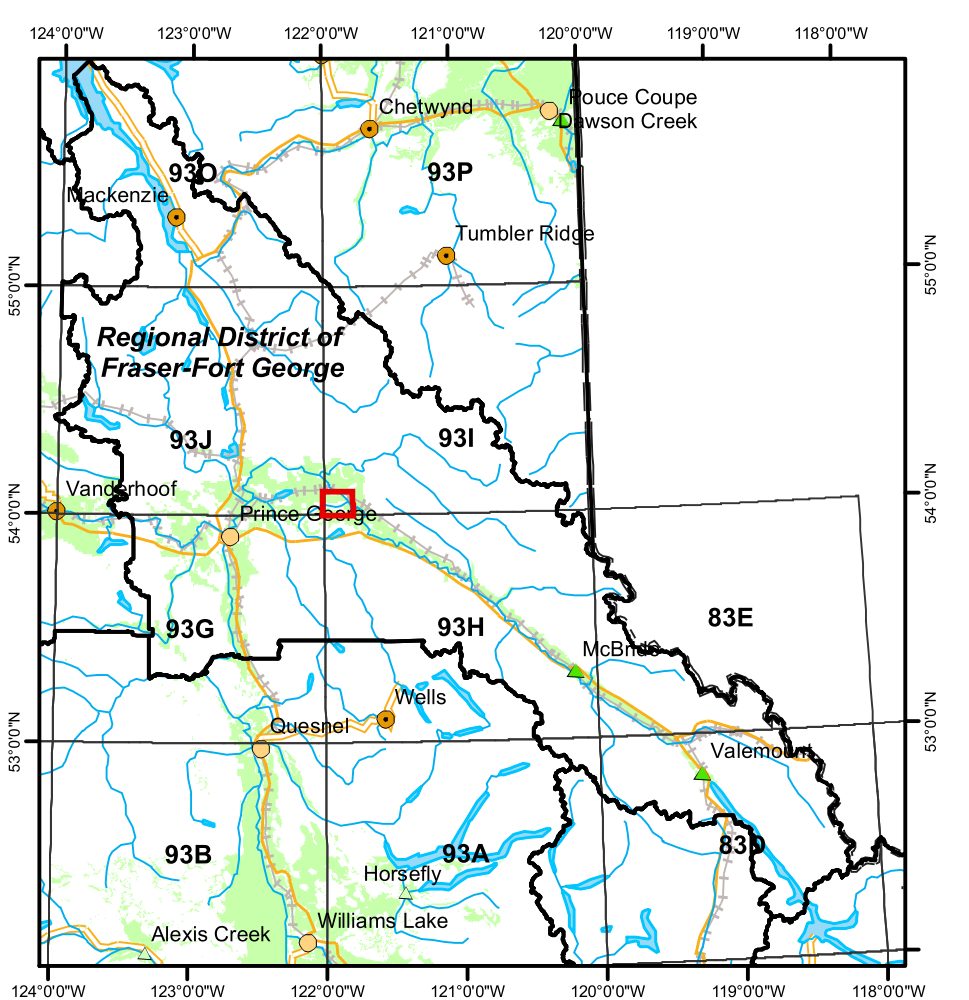 124°0'0"W 123°0'0"W 122°0'0"W 121°0'0"W 120°0'0"W 119°0'0"W 118°0'0"W
Chetwynd
Pouce Coupe
Dawson Creek
93O
93P
Mackenzie
Tumbler Ridge
55°0'0"N
55°0'0"N
Regional District of
Fraser-Fort George
93J
93I
Vanderhoof
54°0'0"N
54°0'0"N
Prince George
93G
93H
83E
McBride
Wells
Quesnel
53°0'0"N
53°0'0"N
Valemount
93B
93A
83D
Horsefly
Williams Lake
Alexis Creek
124°0'0"W 123°0'0"W 122°0'0"W 121°0'0"W 120°0'0"W 119°0'0"W 118°0'0"W